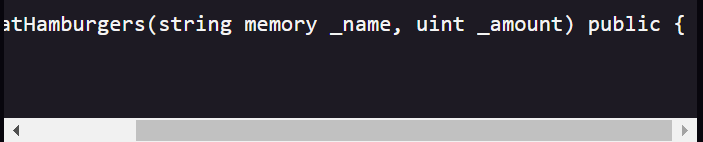 atHamburgers(string memory _name, uint _amount) public {